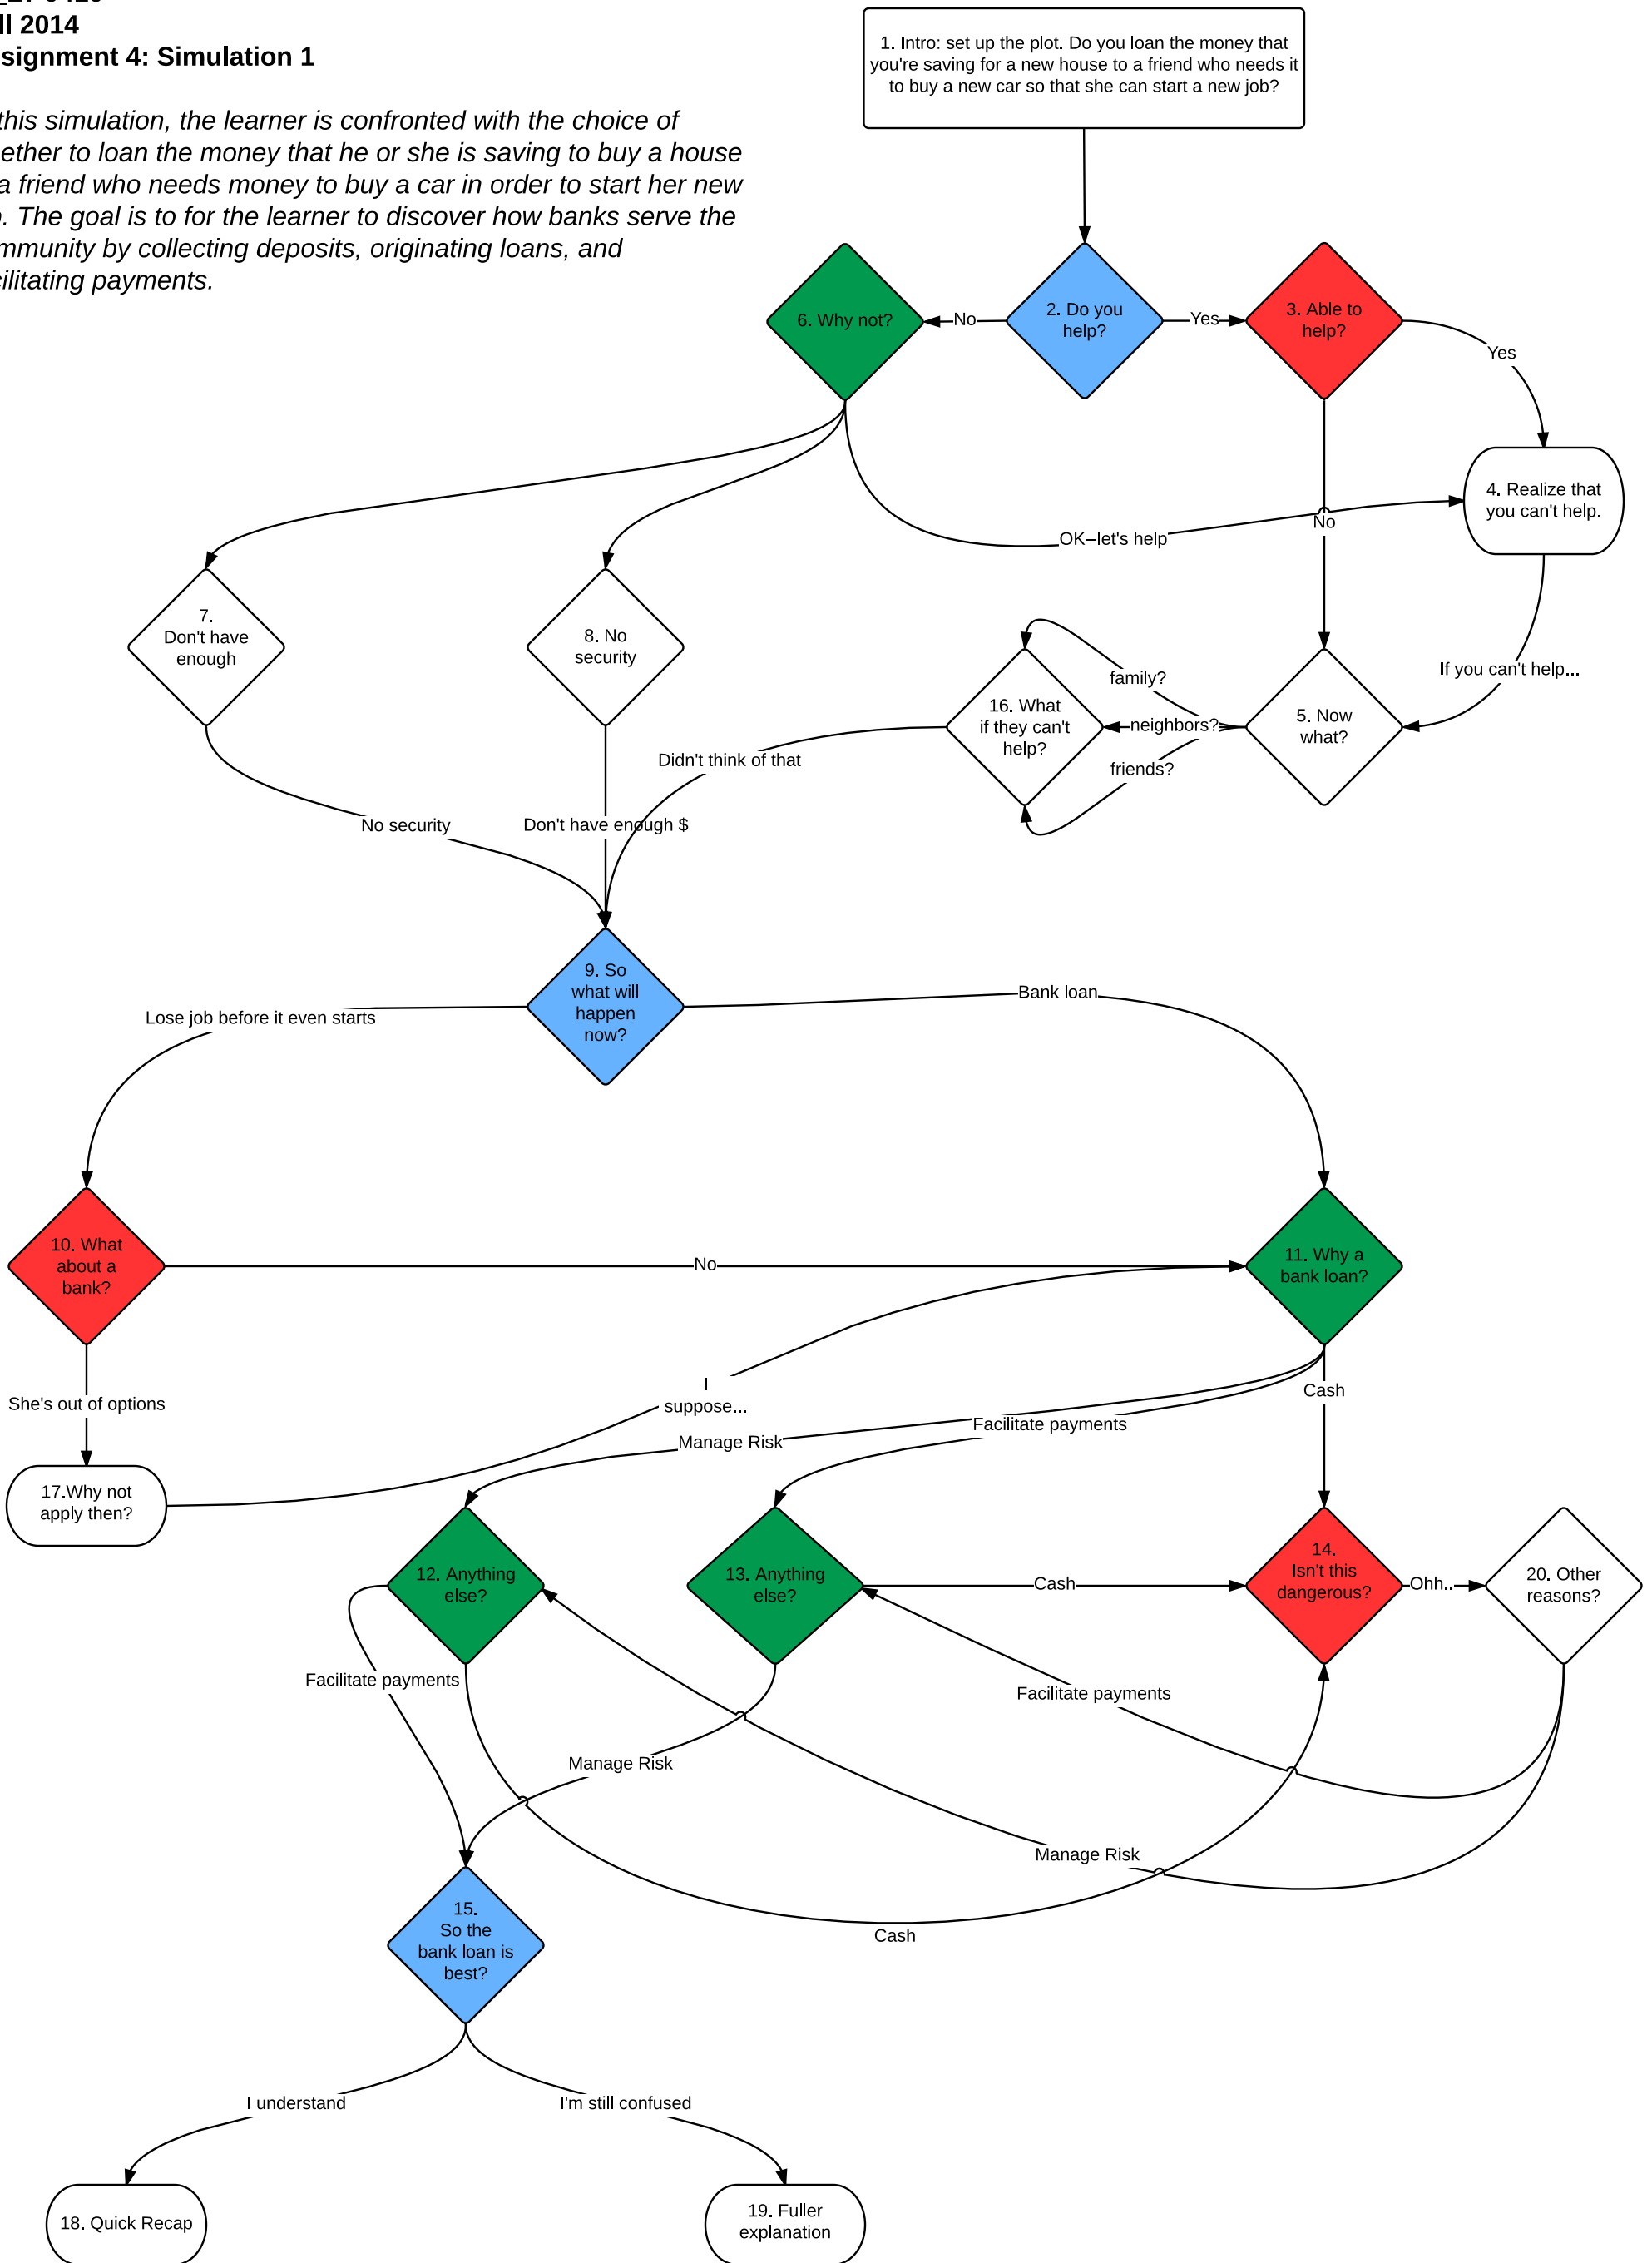 ll 2014
signment 4: Simulation 1
this simulation, the learner is confronted with the choice of
ether to loan the money that he or she is saving to buy a house
a friend who needs money to buy a car in order to start her new
. The goal is to for the learner to discover how banks serve the
mmunity by collecting deposits, originating loans, and
cilitating payments.
1. Intro: set up the plot. Do you loan the money that
you're saving for a new house to a friend who needs it
to buy a new car so that she can start a new job?
6. Why not?
No
2. Do you
help?
Yes
3. Able to
help?
Yes
4. Realize that
you can't help.
No
OK--let's help
7.
Don't have
enough
8. No
security
family?
16. What
if they can't
help?
neighbors?
friends?
5. Now
what?
If you can't help...
Didn't think of that
No security
Don't have enough $
9. So
what will
happen
now?
Lose job before it even starts
Bank loan
10. What
about a
bank?
No
11. Why a
bank loan?
She's out of options
I
suppose...
Cash
Facilitate payments
Manage Risk
17.Why not
apply then?
12. Anything
else?
13. Anything
else?
Cash
14.
Isn't this
dangerous?
Ohh..
20. Other
reasons?
Facilitate payments
Facilitate payments
Manage Risk
Manage Risk
Cash
15.
So the
bank loan is
best?
I understand
I'm still confused
18. Quick Recap
19. Fuller
explanation